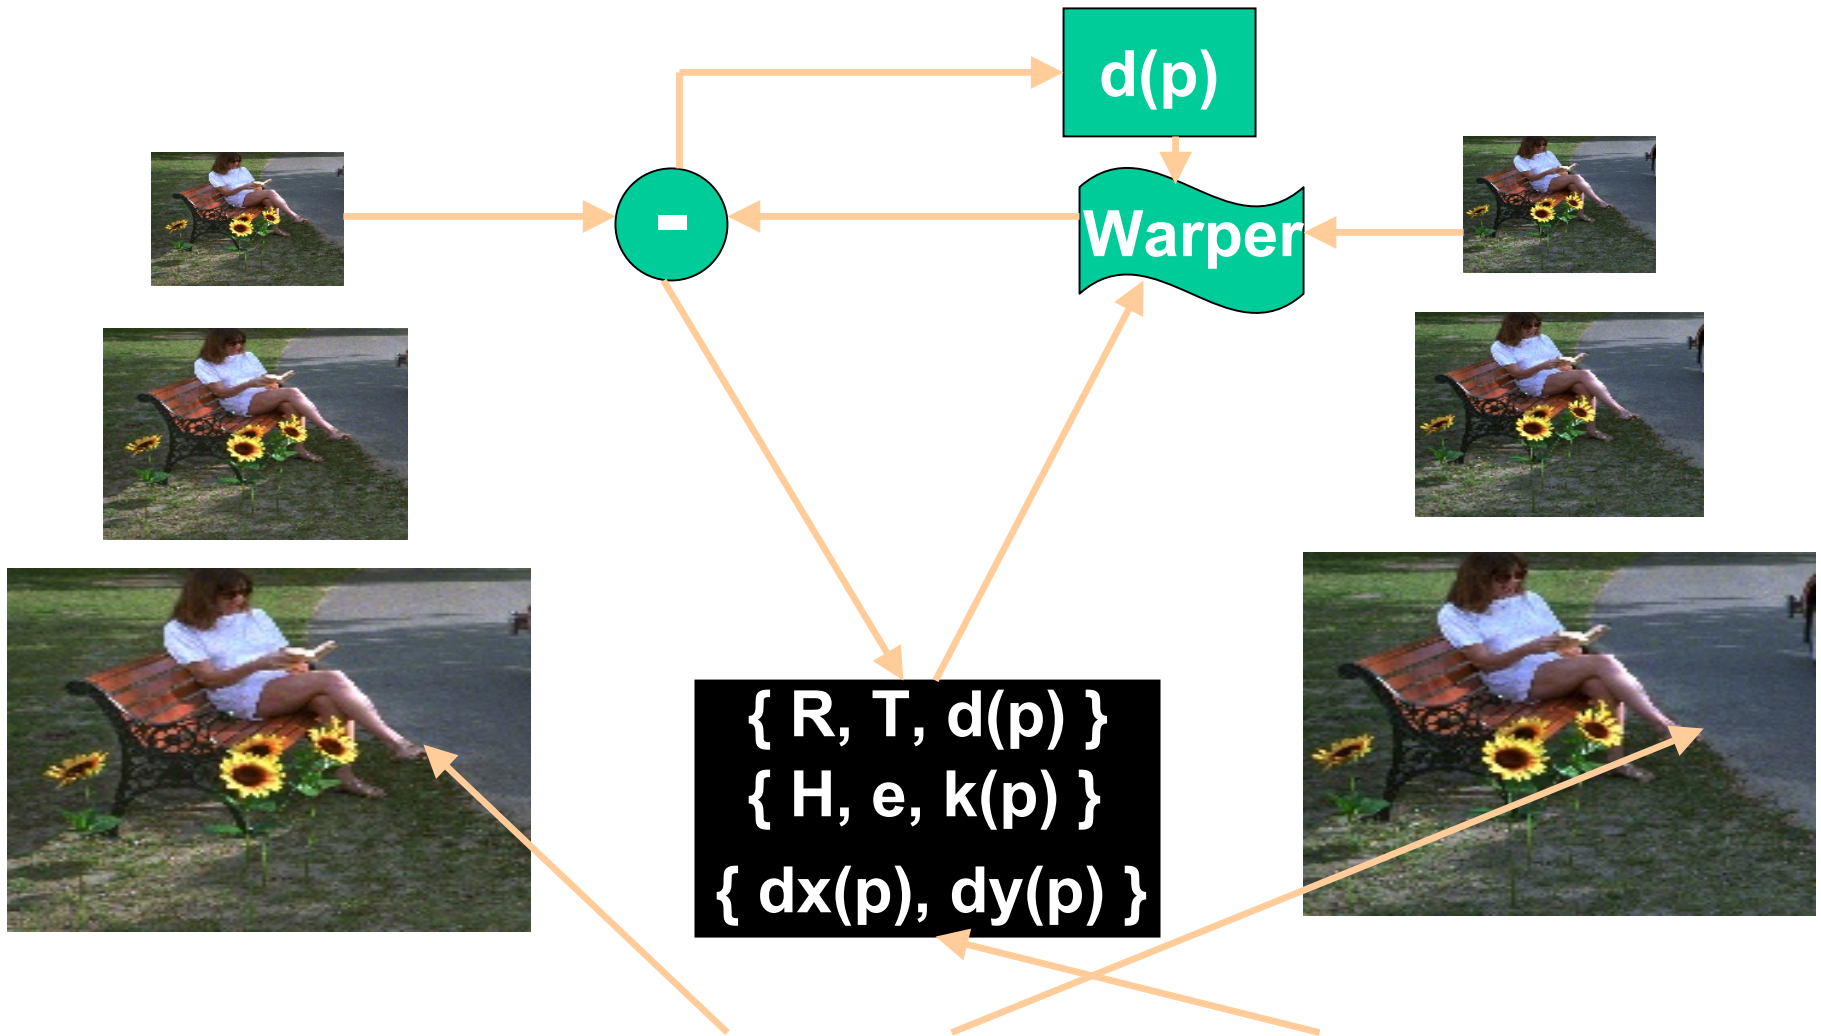 d(p)
-
Warper
{ R, T, d(p) }
{ H, e, k(p) }
{ dx(p), dy(p) }